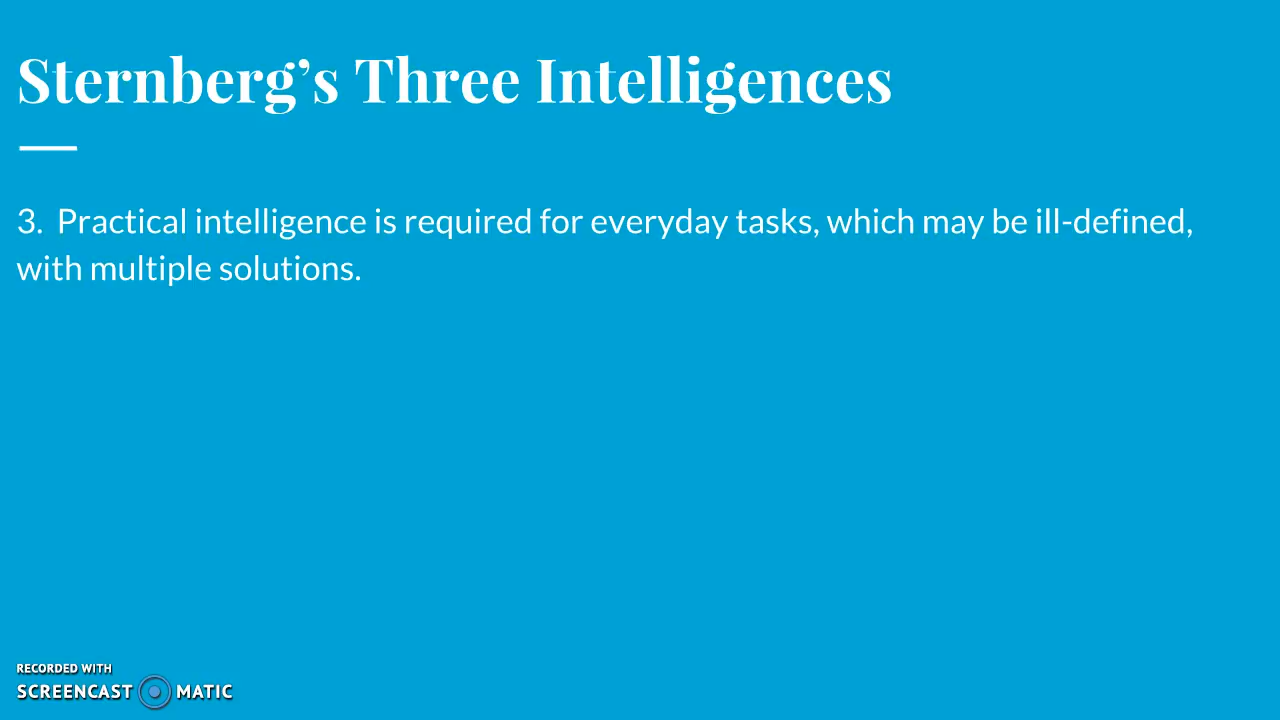 Sternberg’s Three Intelligences
3. Practical intelligence is required for everyday tasks, which may be ill-defined,
with multiple solutions.
RECORDED WITH
SCREENCAST MATIC